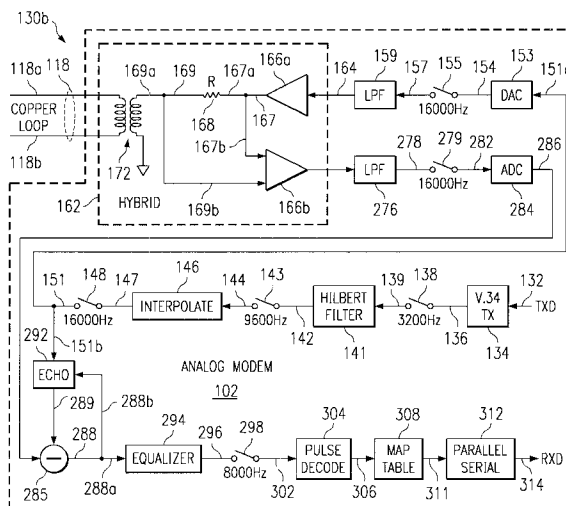 130b
118a 118 169a 169 R 167a 166a 164 159 157 155 154 153 151a
COPPER LOOP
168 167 LPF 16000Hz DAC
118b 172 167b 278 279 282 286
162 HYBRID 169b 166b LPF 276 16000Hz ADC 284
151 148 147 146 144 143 139 138 132
INTERPOLATE HILBERT FILTER V.34 TX TXD
292 16000Hz 9600Hz 142 141 3200Hz 136 134
151b
ECHO ANALOG MODEM
289 288b 102
288 294 298 304 308 312
EQUALIZER 296 PULSE DECODE MAP TABLE PARALLEL SERIAL RXD
285 288a 8000Hz 302 306 311 314